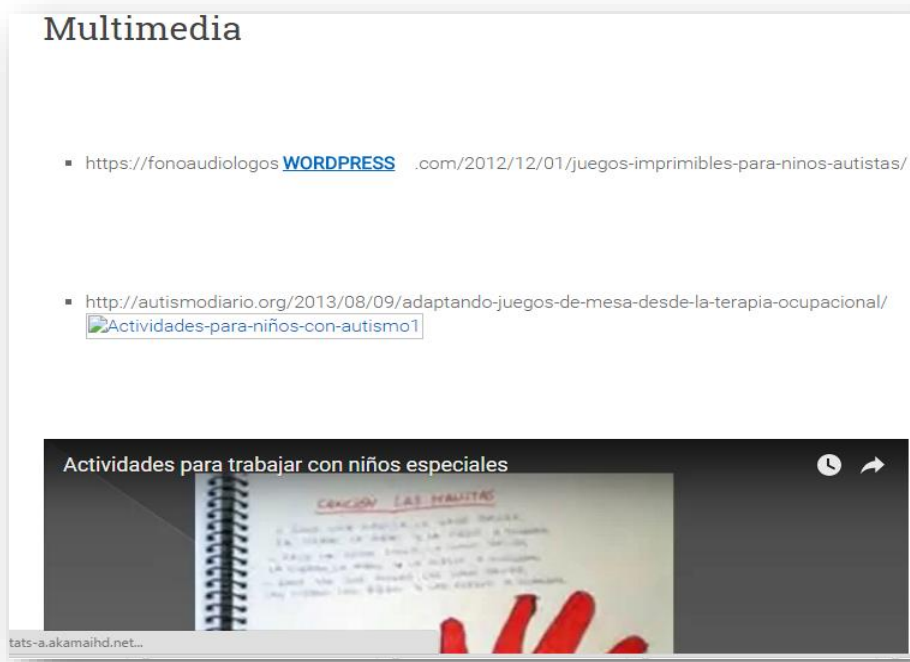 Multimedia
https://fonoaudiologos WORDPRESS .com/2012/12/01/juegos-imprimibles-para-ninos-autistas/
http://autismodiario.org/2013/08/09/adaptando-juegos-de-mesa-desde-la-terapia-ocupacional/
Actividades-para-niños-con-autismo1
Actividades para trabajar con niños especiales
CANCIÓN LAS MANITAS
tats-a.akamaihd.net...